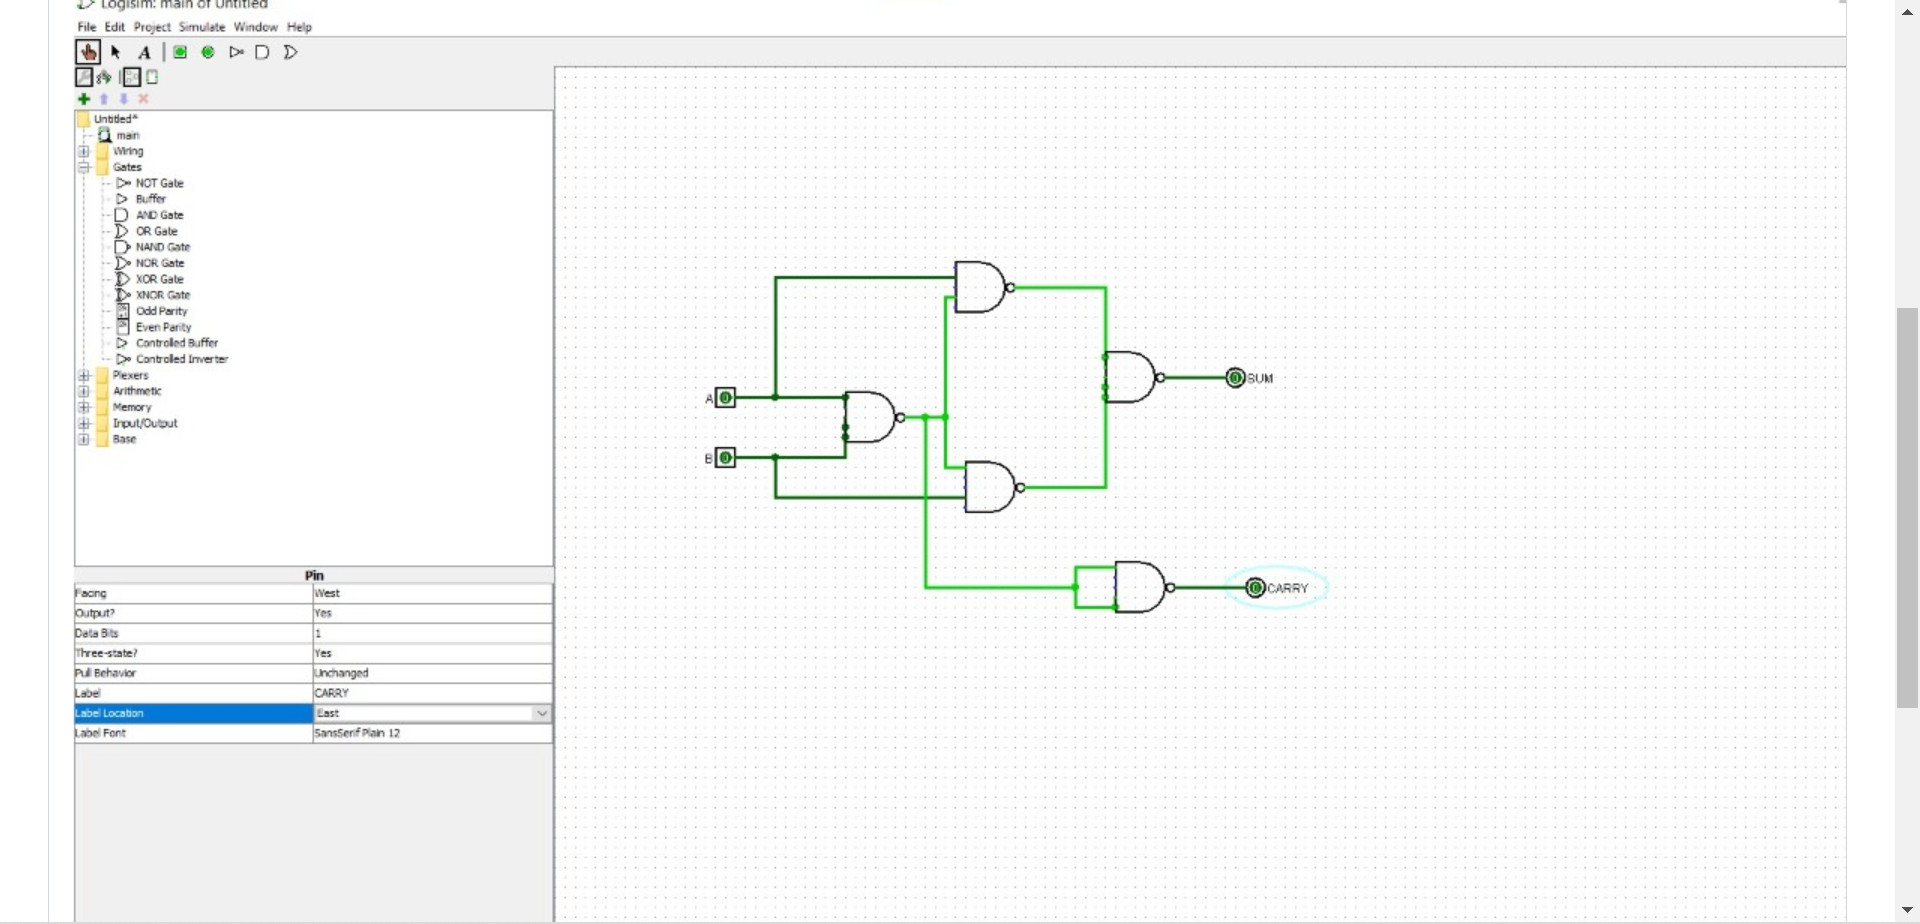 Logisim: main of Untitled
File Edit Project Simulate Window Help
A
Untitled*
main
Wiring
Gates
NOT Gate
Buffer
AND Gate
OR Gate
NAND Gate
NOR Gate
XOR Gate
XNOR Gate
Odd Parity
Even Parity
Controlled Buffer
Controlled Inverter
Plexers
Arithmetic
Memory
Input/Output
Base
A 0
B 0
0 SUM
0 CARRY
Pin
Facing West
Output? Yes
Data Bits 1
Three-state? Yes
Pull Behavior Unchanged
Label CARRY
Label Location East
Label Font SansSerif Plain 12